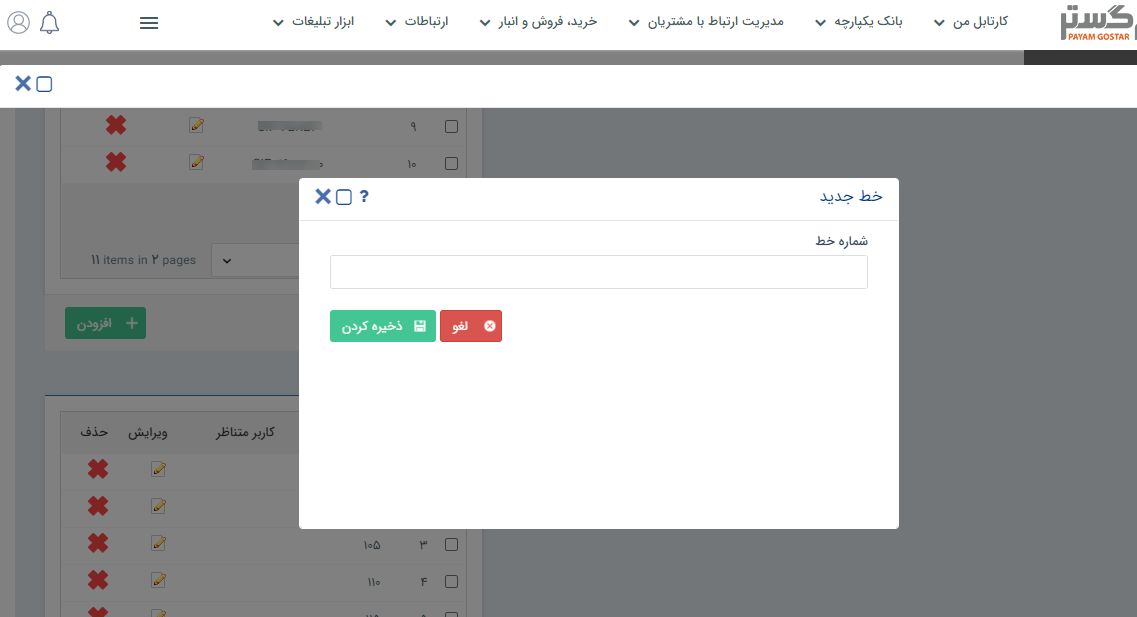 گستر
PAYAM GOSTAR
کارتابل من
بانک یکپارچه
مدیریت ارتباط با مشتریان
خرید، فروش و انبار
ارتباطات
ابزار تبلیغات
۹
۱۰
11 items in 2 pages
افزودن
خط جدید
?
شماره خط
لغو
ذخیره کردن
کاربر متناظر
ویرایش
حذف
۳ ۱۰۵
۴ ۱۱۰